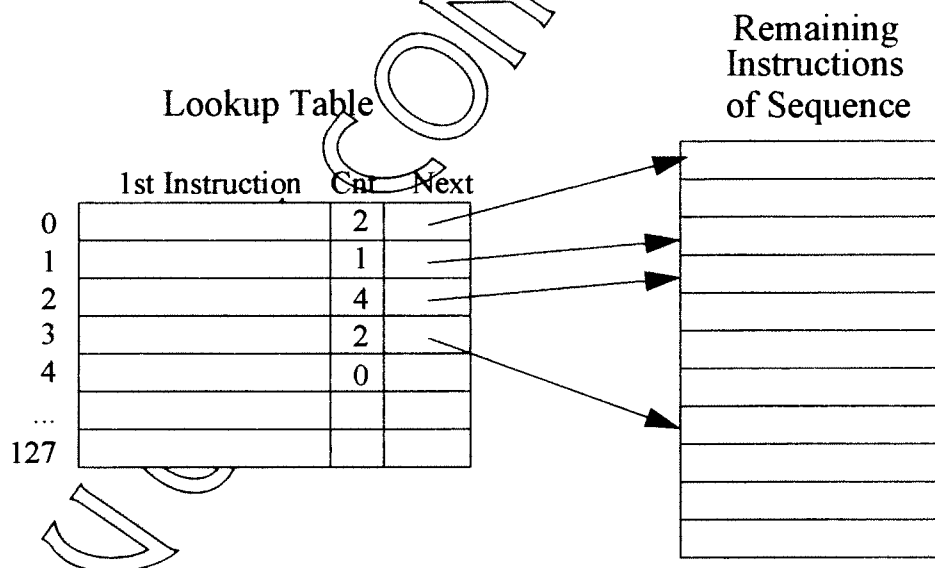 Remaining
Instructions
of Sequence
Lookup Table
1st Instruction Cnt Next
0 2
1 1
2 4
3 2
4 0
...
127